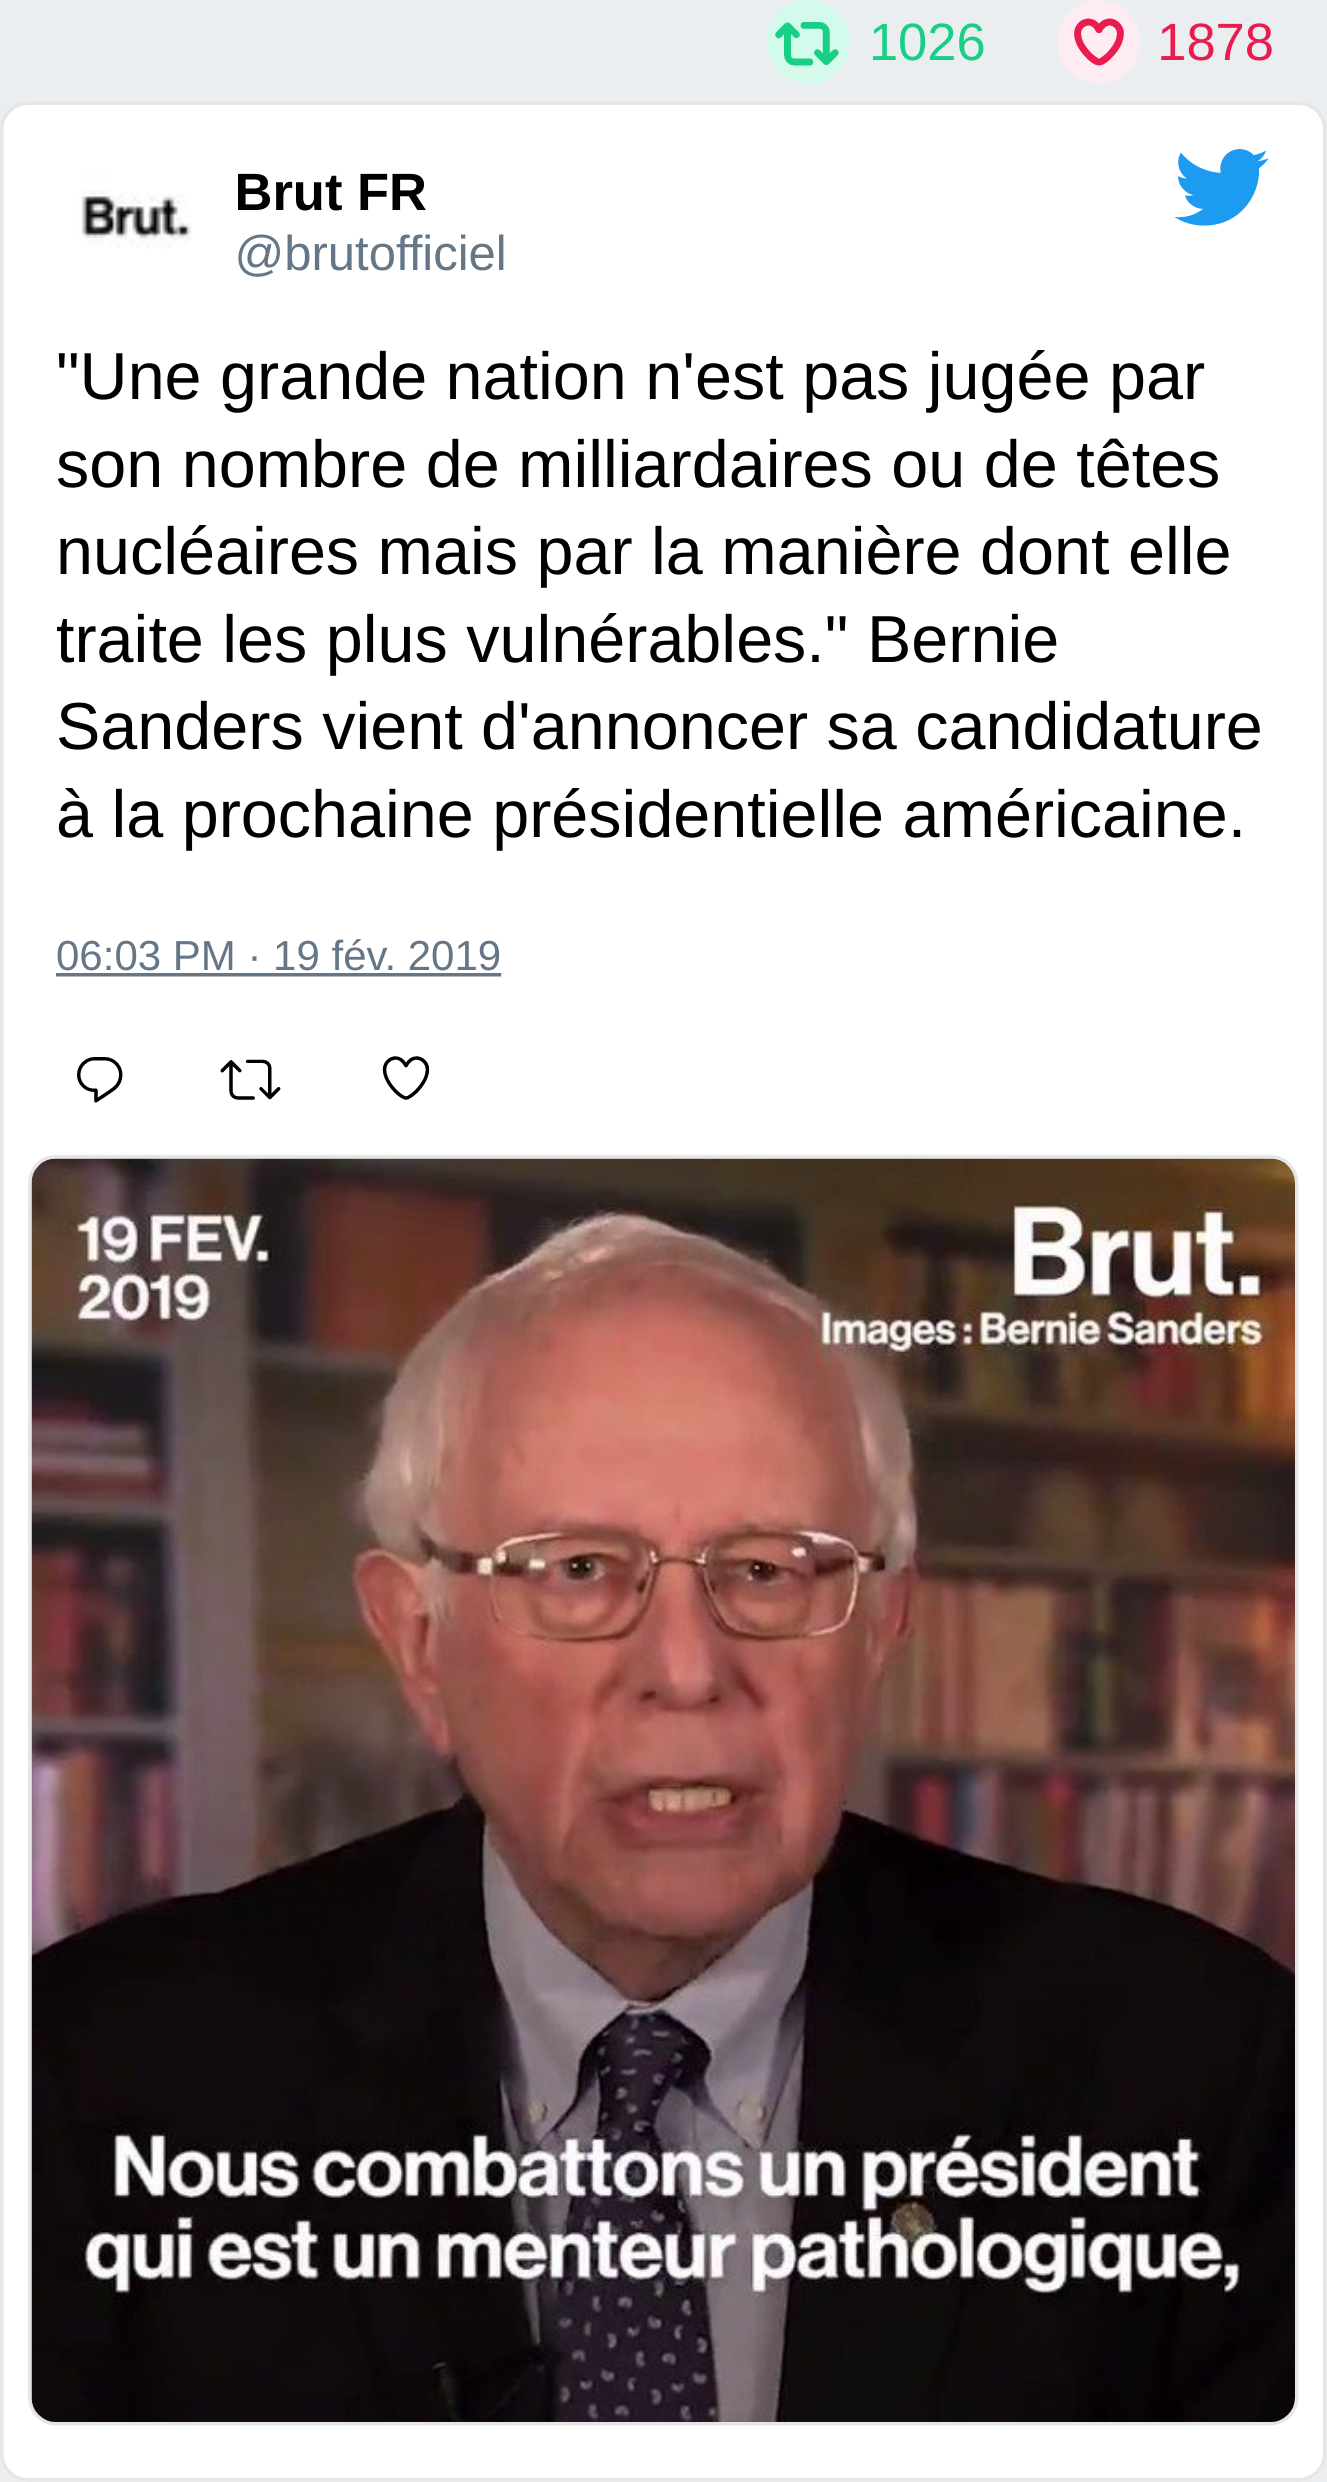 1026 1878
Brut.
Brut FR
@brutofficiel
"Une grande nation n'est pas jugée par
son nombre de milliardaires ou de têtes
nucléaires mais par la manière dont elle
traite les plus vulnérables." Bernie
Sanders vient d'annoncer sa candidature
à la prochaine présidentielle américaine.
06:03 PM · 19 fév. 2019
19 FEV.
2019
Brut.
Images : Bernie Sanders
Nous combattons un président
qui est un menteur pathologique,